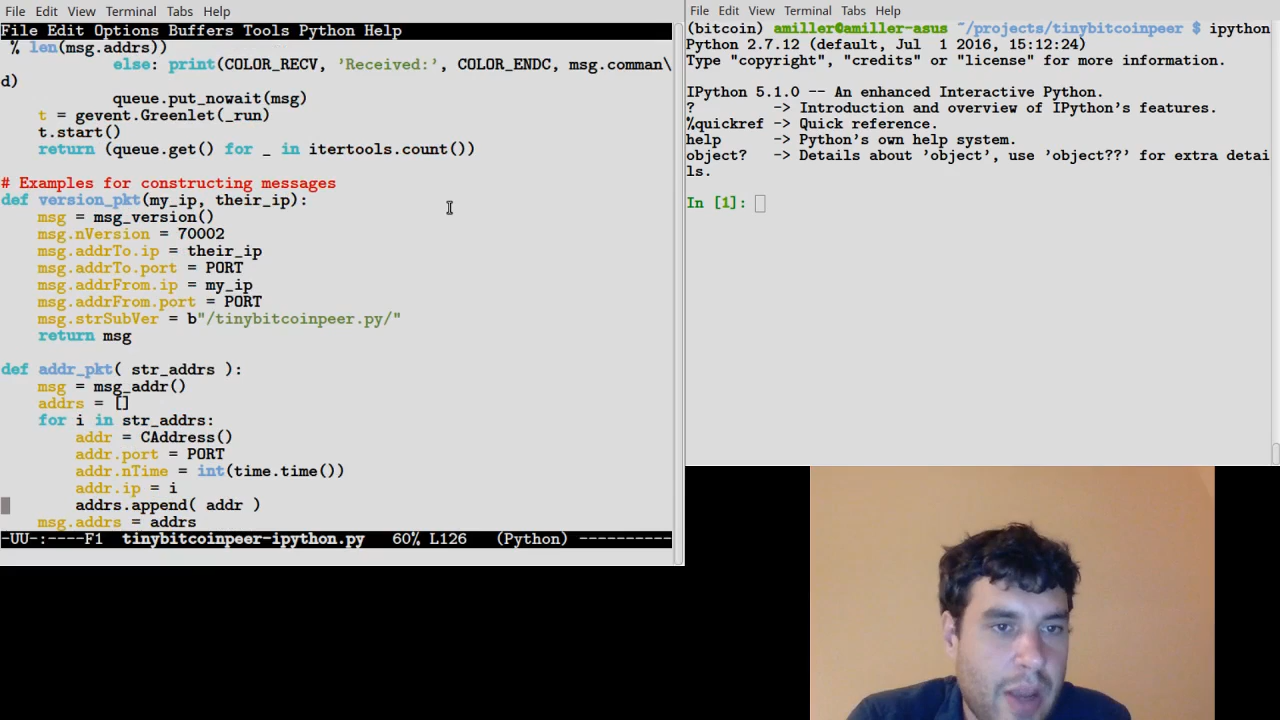 File Edit View Terminal Tabs Help
File Edit Options Buffers Tools Python Help
 % len(msg.addrs))
            else: print(COLOR_RECV, 'Received:', COLOR_ENDC, msg.comman\
d)
            queue.put_nowait(msg)
    t = gevent.Greenlet(_run)
    t.start()
    return (queue.get() for _ in itertools.count())
# Examples for constructing messages
def version_pkt(my_ip, their_ip):
    msg = msg_version()
    msg.nVersion = 70002
    msg.addrTo.ip = their_ip
    msg.addrTo.port = PORT
    msg.addrFrom.ip = my_ip
    msg.addrFrom.port = PORT
    msg.strSubVer = b"/tinybitcoinpeer.py/"
    return msg
def addr_pkt( str_addrs ):
    msg = msg_addr()
    addrs = []
    for i in str_addrs:
        addr = CAddress()
        addr.port = PORT
        addr.nTime = int(time.time())
        addr.ip = i
        addrs.append( addr )
    msg.addrs = addrs
-UU-:----F1  tinybitcoinpeer-ipython.py   60% L126   (Python) ----------
File Edit View Terminal Tabs Help
(bitcoin) amiller@amiller-asus ~/projects/tinybitcoinpeer $ ipython
Python 2.7.12 (default, Jul  1 2016, 15:12:24)
Type "copyright", "credits" or "license" for more information.
IPython 5.1.0 -- An enhanced Interactive Python.
?         -> Introduction and overview of IPython's features.
%quickref -> Quick reference.
help      -> Python's own help system.
object?   -> Details about 'object', use 'object??' for extra detai
ls.
In [1]: